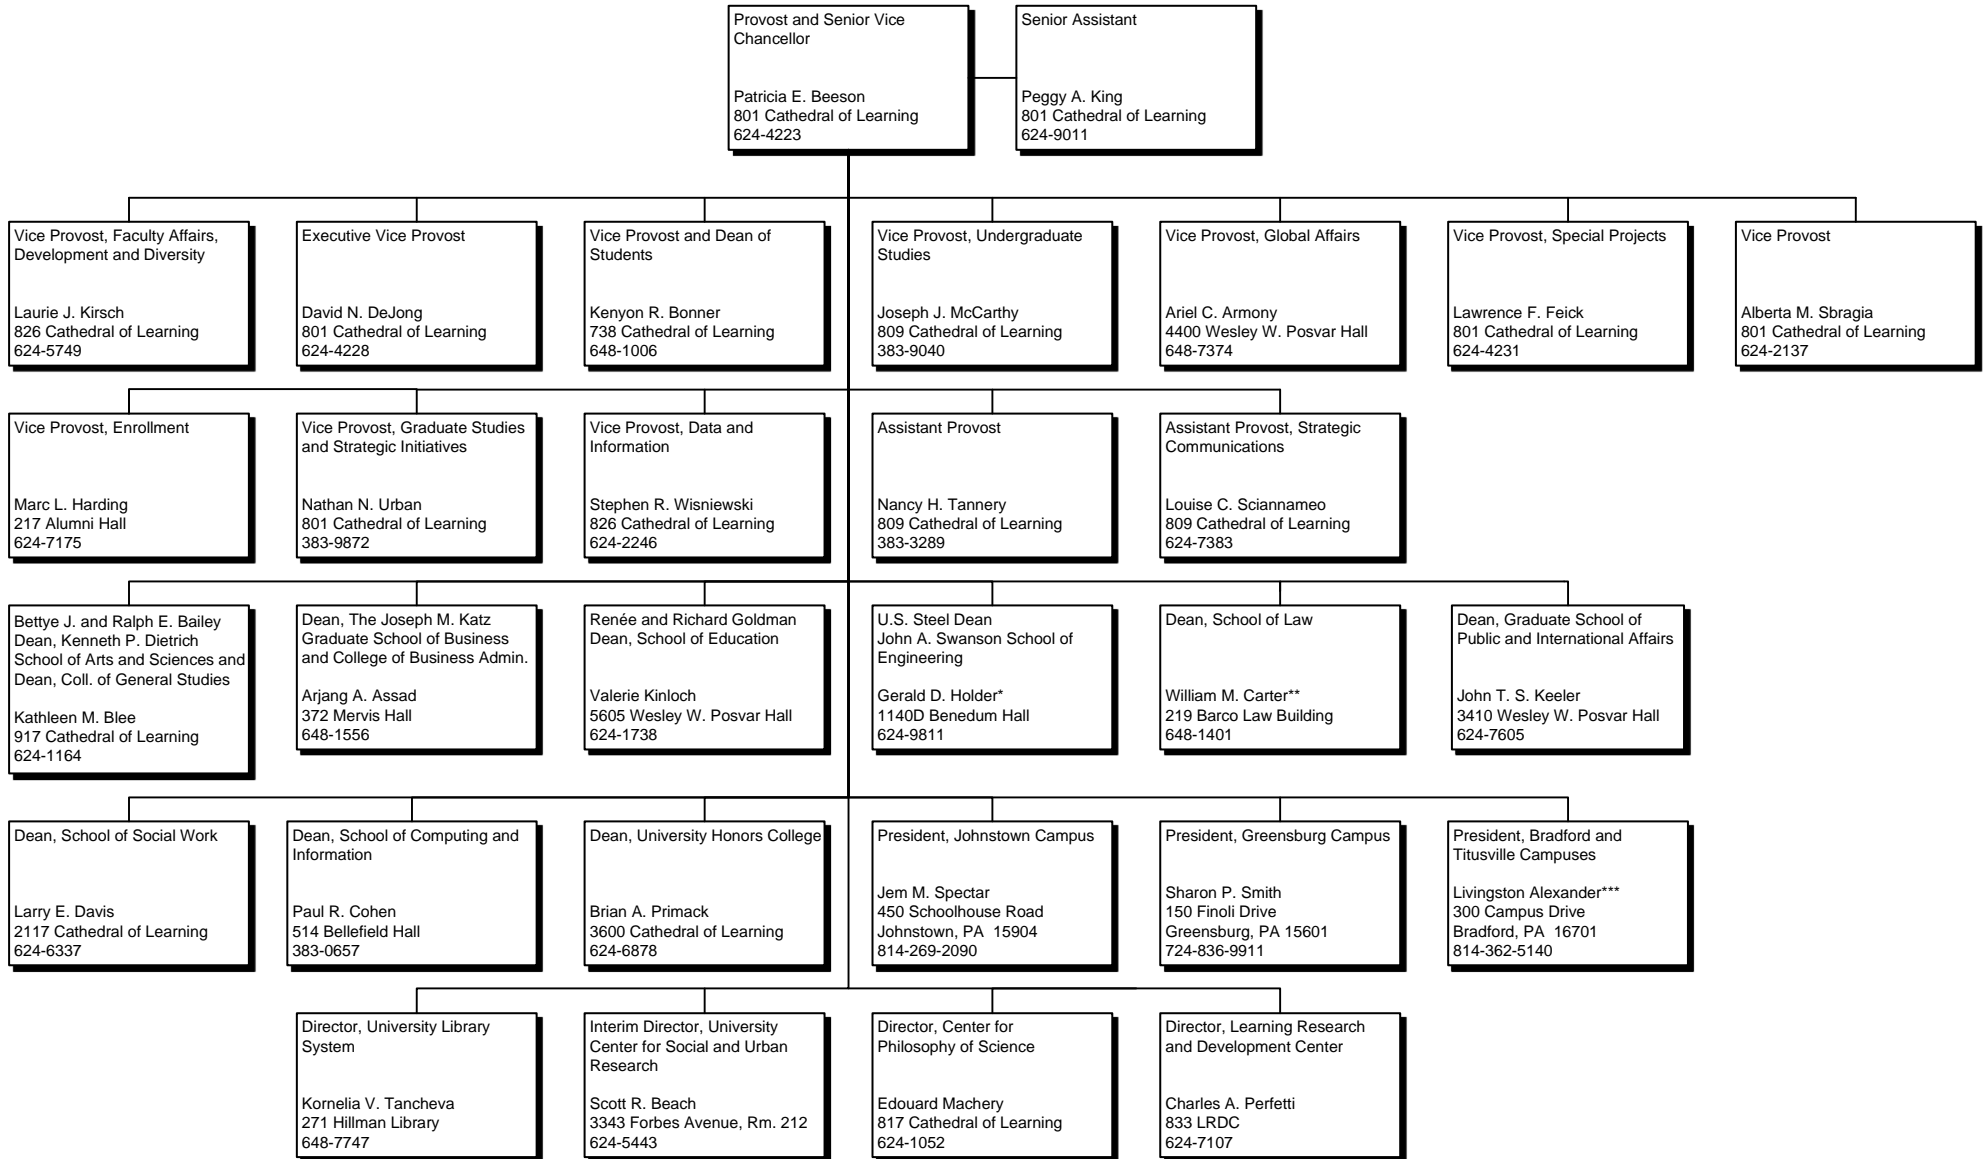 Provost and Senior Vice
Chancellor
Patricia E. Beeson
801 Cathedral of Learning
624-4223
Senior Assistant
Peggy A. King
801 Cathedral of Learning
624-9011
Vice Provost, Faculty Affairs,
Development and Diversity
Laurie J. Kirsch
826 Cathedral of Learning
624-5749
Executive Vice Provost
David N. DeJong
801 Cathedral of Learning
624-4228
Vice Provost and Dean of
Students
Kenyon R. Bonner
738 Cathedral of Learning
648-1006
Vice Provost, Undergraduate
Studies
Joseph J. McCarthy
809 Cathedral of Learning
383-9040
Vice Provost, Global Affairs
Ariel C. Armony
4400 Wesley W. Posvar Hall
648-7374
Vice Provost, Special Projects
Lawrence F. Feick
801 Cathedral of Learning
624-4231
Vice Provost
Alberta M. Sbragia
801 Cathedral of Learning
624-2137
Vice Provost, Enrollment
Marc L. Harding
217 Alumni Hall
624-7175
Vice Provost, Graduate Studies
and Strategic Initiatives
Nathan N. Urban
801 Cathedral of Learning
383-9872
Vice Provost, Data and
Information
Stephen R. Wisniewski
826 Cathedral of Learning
624-2246
Assistant Provost
Nancy H. Tannery
809 Cathedral of Learning
383-3289
Assistant Provost, Strategic
Communications
Louise C. Sciannameo
809 Cathedral of Learning
624-7383
Bettye J. and Ralph E. Bailey
Dean, Kenneth P. Dietrich
School of Arts and Sciences and
Dean, Coll. of General Studies
Kathleen M. Blee
917 Cathedral of Learning
624-1164
Dean, The Joseph M. Katz
Graduate School of Business
and College of Business Admin.
Arjang A. Assad
372 Mervis Hall
648-1556
Renée and Richard Goldman
Dean, School of Education
Valerie Kinloch
5605 Wesley W. Posvar Hall
624-1738
U.S. Steel Dean
John A. Swanson School of
Engineering
Gerald D. Holder*
1140D Benedum Hall
624-9811
Dean, School of Law
William M. Carter**
219 Barco Law Building
648-1401
Dean, Graduate School of
Public and International Affairs
John T. S. Keeler
3410 Wesley W. Posvar Hall
624-7605
Dean, School of Social Work
Larry E. Davis
2117 Cathedral of Learning
624-6337
Dean, School of Computing and
Information
Paul R. Cohen
514 Bellefield Hall
383-0657
Dean, University Honors College
Brian A. Primack
3600 Cathedral of Learning
624-6878
President, Johnstown Campus
Jem M. Spectar
450 Schoolhouse Road
Johnstown, PA  15904
814-269-2090
President, Greensburg Campus
Sharon P. Smith
150 Finoli Drive
Greensburg, PA 15601
724-836-9911
President, Bradford and
Titusville Campuses
Livingston Alexander***
300 Campus Drive
Bradford, PA  16701
814-362-5140
Director, University Library
System
Kornelia V. Tancheva
271 Hillman Library
648-7747
Interim Director, University
Center for Social and Urban
Research
Scott R. Beach
3343 Forbes Avenue, Rm. 212
624-5443
Director, Center for
Philosophy of Science
Edouard Machery
817 Cathedral of Learning
624-1052
Director, Learning Research
and Development Center
Charles A. Perfetti
833 LRDC
624-7107